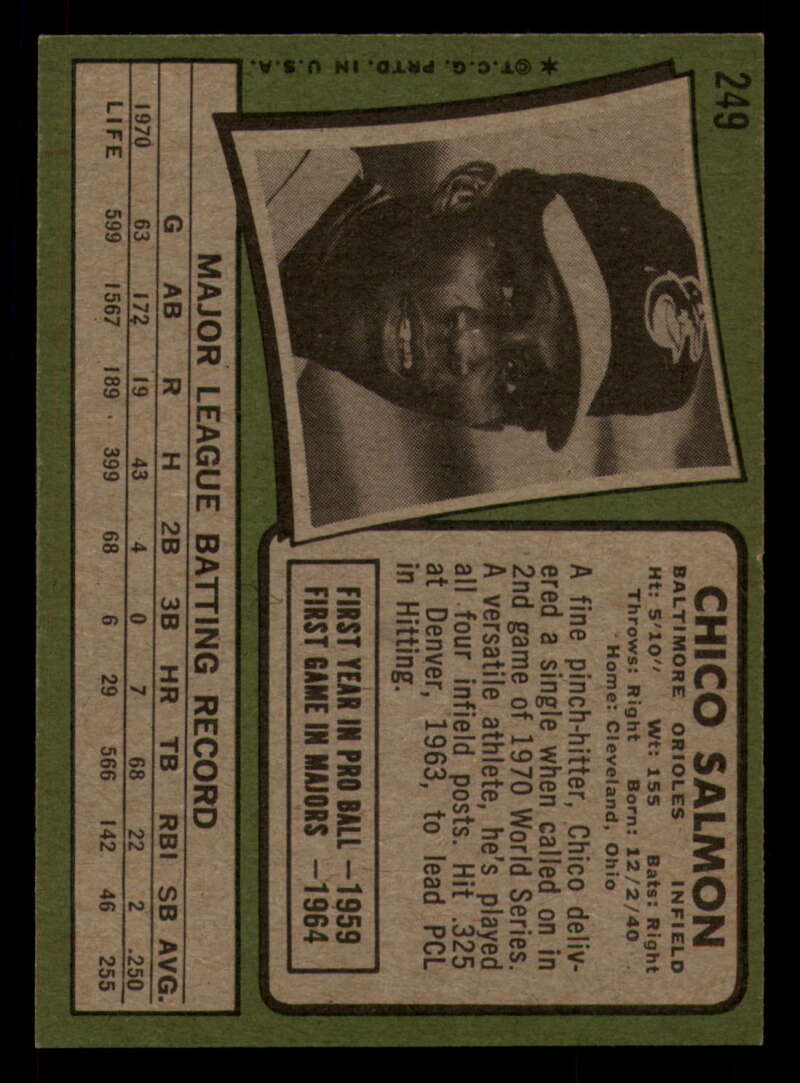 249
✶©T.C.G. PRTD. IN U.S.A.
CHICO SALMON
BALTIMORE ORIOLES INFIELD
Ht: 5'10" Wt: 155 Bats: Right
Throws: Right Born: 12/2/40
Home: Cleveland, Ohio
A fine pinch-hitter, Chico deliv-
ered a single when called on in
2nd game of 1970 World Series.
A versatile athlete, he's played
all four infield posts. Hit .325
at Denver, 1963, to lead PCL
in Hitting.
FIRST YEAR IN PRO BALL —1959
FIRST GAME IN MAJORS —1964
MAJOR LEAGUE BATTING RECORD
G AB R H 2B 3B HR TB RBI SB AVG.
1970 63 172 19 43 4 0 7 68 22 2 .250
LIFE 599 1567 189 399 68 6 29 566 142 46 255